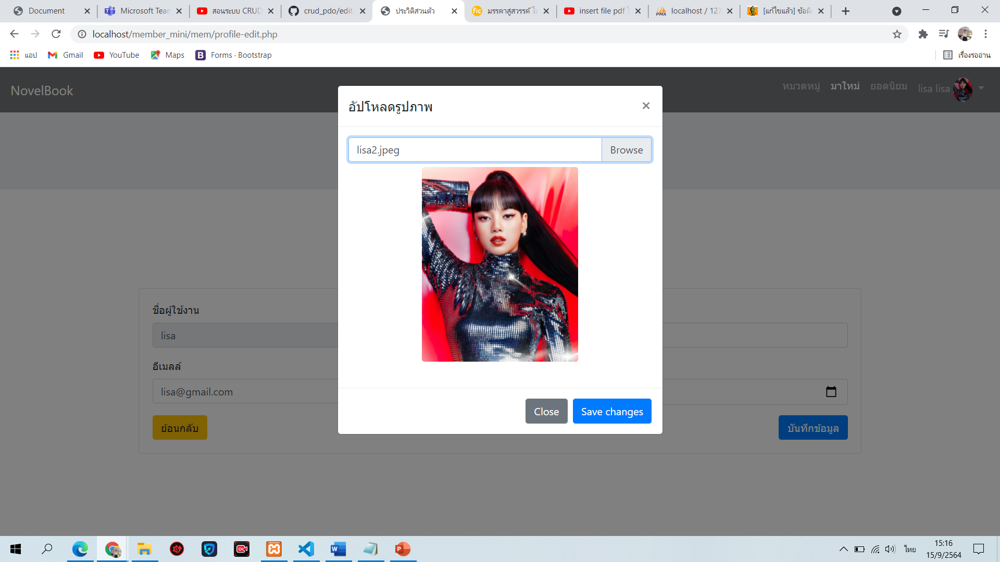 Document
Microsoft Tean
สอนระบบ CRUD
crud_pdo/edit.
ประวัติส่วนตัว
มรรคาสู่สวรรค์
insert file pdf
localhost / 127
[แก้ไขแล้ว]
localhost/member_mini/mem/profile-edit.php
แอป
Gmail
YouTube
Maps
Forms · Bootstrap
เรื่องรออ่าน
NovelBook
หมวดหมู่
มาใหม่
ยอดนิยม
lisa lisa
อัปโหลดรูปภาพ
×
lisa2.jpeg
Browse
ชื่อผู้ใช้งาน
lisa
อีเมลล์
lisa@gmail.com
Close
Save changes
ย้อนกลับ
บันทึกข้อมูล
ไทย
15:16
15/9/2564